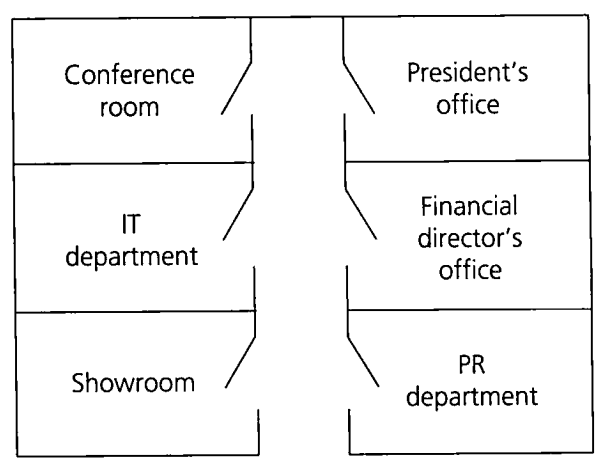 Conference
room
President's
office
IT
department
Financial
director's
office
Showroom
PR
department